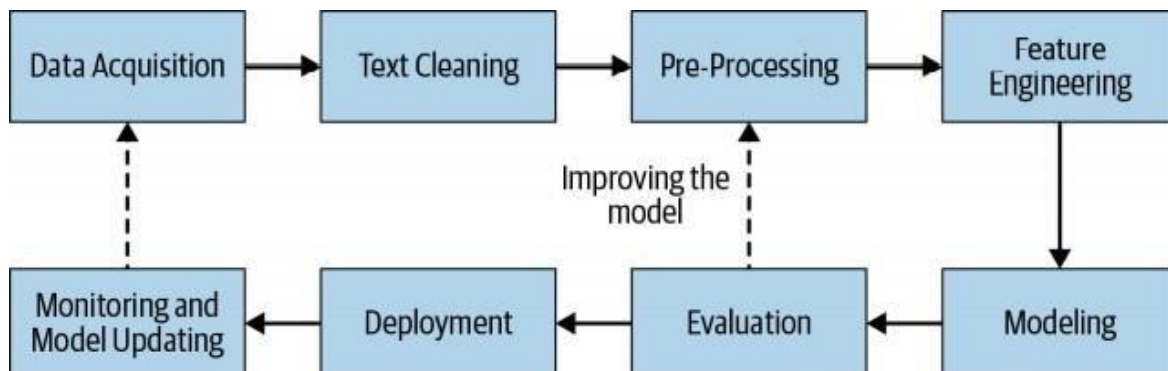 Data Acquisition
Text Cleaning
Pre-Processing
Feature
Engineering
Improving the
model
Monitoring and
Model Updating
Deployment
Evaluation
Modeling